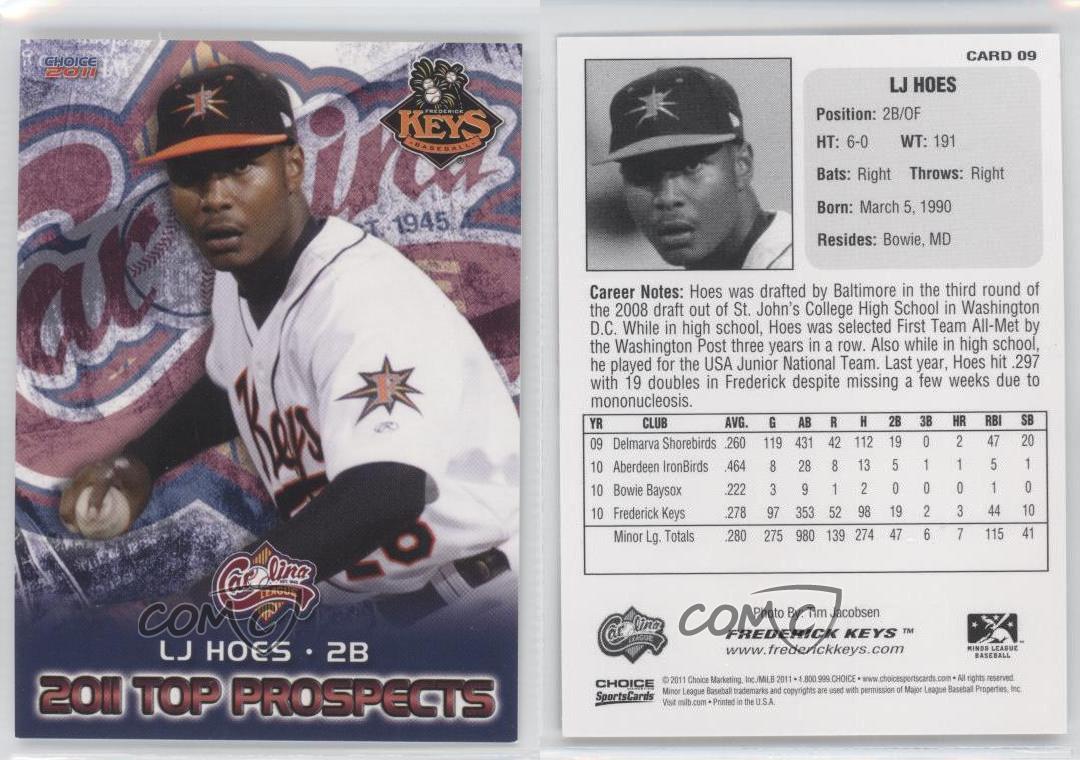 CHOICE
2011
FREDERICK
KEYS
BASEBALL
Carolina
EST. 1945
F
F
Keys
Carolina
LEAGUE
COMC
LJ HOES · 2B
2011 TOP PROSPECTS
CARD 09
LJ HOES
Position: 2B/OF
HT: 6-0 WT: 191
Bats: Right Throws: Right
Born: March 5, 1990
Resides: Bowie, MD
Career Notes: Hoes was drafted by Baltimore in the third round of
the 2008 draft out of St. John's College High School in Washington
D.C. While in high school, Hoes was selected First Team All-Met by
the Washington Post three years in a row. Also while in high school,
he played for the USA Junior National Team. Last year, Hoes hit .297
with 19 doubles in Frederick despite missing a few weeks due to
mononucleosis.
YR CLUB AVG. G AB R H 2B 3B HR RBI SB
09 Delmarva Shorebirds .260 119 431 42 112 19 0 2 47 20
10 Aberdeen IronBirds .464 8 28 8 13 5 1 1 5 1
10 Bowie Baysox .222 3 9 1 2 0 0 0 1 0
10 Frederick Keys .278 97 353 52 98 19 2 3 44 10
Minor Lg. Totals .280 275 980 139 274 47 6 7 115 41
Carolina
LEAGUE
COMC
Photo By: Tim Jacobsen
FREDERICK KEYS ™
www.frederickkeys.com
MINOR LEAGUE
BASEBALL
CHOICE
SportsCards
© 2011 Choice Marketing, Inc./MiLB 2011 • 1.800.999.CHOICE • www.choicesportscards.com • All rights reserved.
Minor League Baseball trademarks and copyrights are used with permission of Major League Baseball Properties, Inc.
Visit milb.com • Printed in the U.S.A.